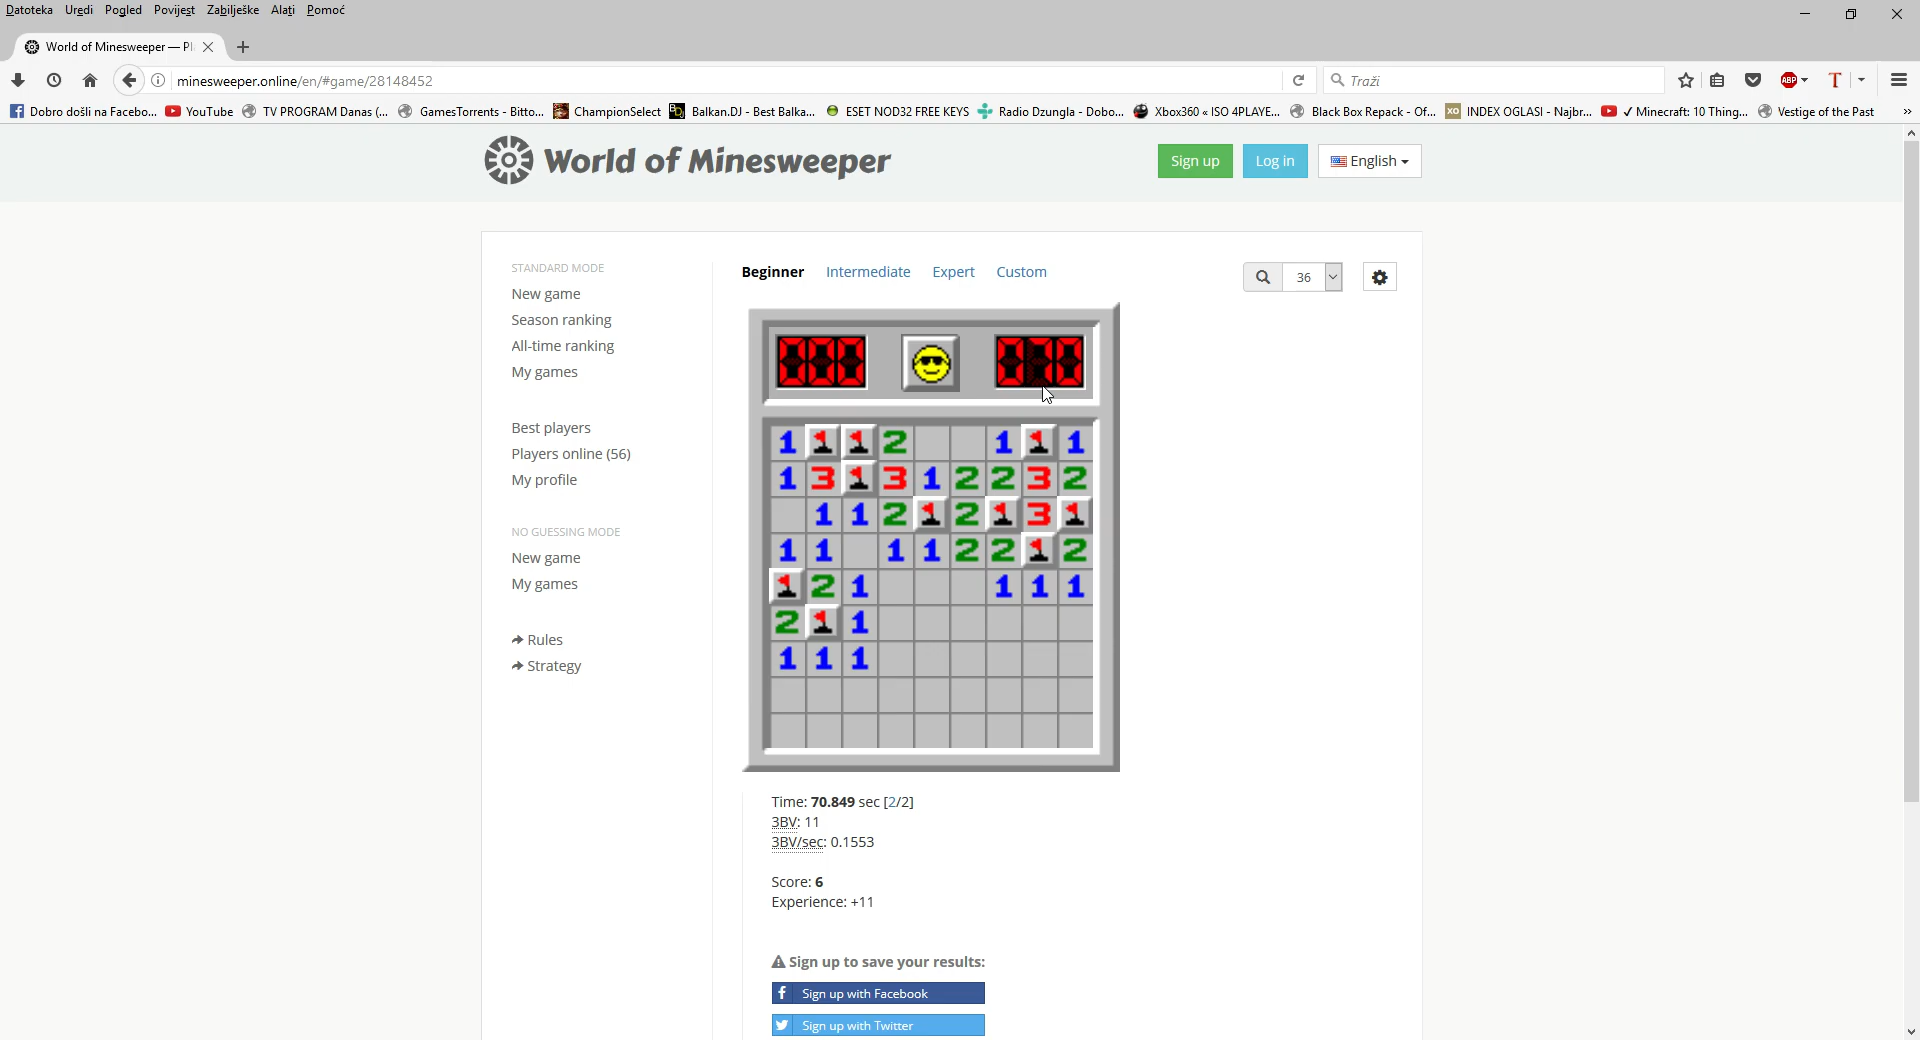 Datoteka Uredi Pogled Povijest Zabilješke Alati Pomoć
World of Minesweeper — Pl
minesweeper.online/en/#game/28148452
Traži
ABP
T
Dobro došli na Facebo... YouTube TV PROGRAM Danas (... GamesTorrents - Bitto... ChampionSelect Balkan.DJ - Best Balka... ESET NOD32 FREE KEYS Radio Dzungla - Dobo... Xbox360 « ISO 4PLAYE... Black Box Repack - Of... XO INDEX OGLASI - Najbr... ✓ Minecraft: 10 Thing... Vestige of the Past »
World of Minesweeper
Sign up
Log in
English
STANDARD MODE
New game
Season ranking
All-time ranking
My games
Best players
Players online (56)
My profile
NO GUESSING MODE
New game
My games
Rules
Strategy
Beginner Intermediate Expert Custom
36
1 2 1 1
1 3 3 1 2 2 3 2
1 1 2 2 3
1 1 1 1 2 2 2
2 1 1 1 1
2 1
1 1 1
Time: 70.849 sec [2/2]
3BV: 11
3BV/sec: 0.1553
Score: 6
Experience: +11
Sign up to save your results:
f Sign up with Facebook
Sign up with Twitter